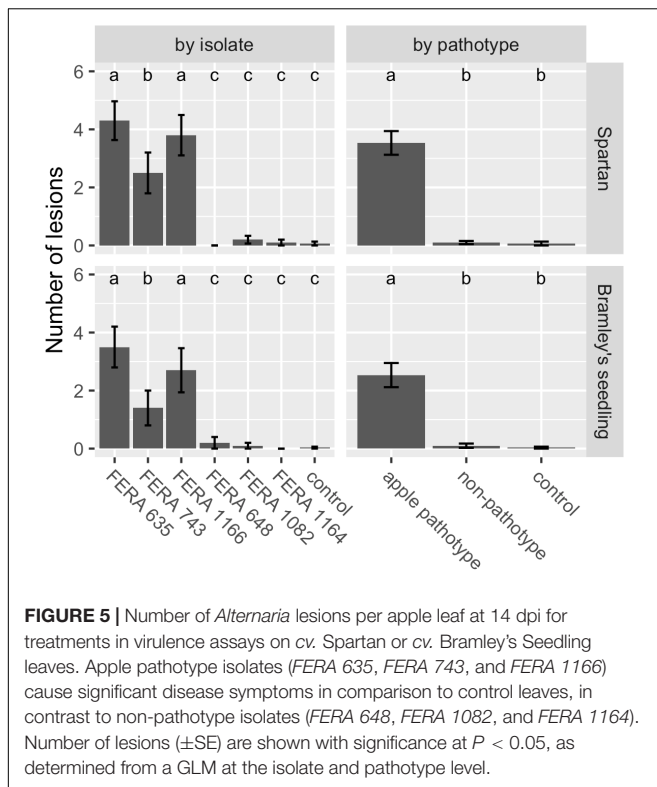 by isolate by pathotype
a b a c c c c a b b
6
4
2
0
Spartan
a b a c c c c a b b
6
4
2
0
Bramley's seedling
Number of lesions
FERA 635
FERA 743
FERA 1166
FERA 648
FERA 1082
FERA 1164
control
apple pathotype
non-pathotype
control
FIGURE 5 | Number of Alternaria lesions per apple leaf at 14 dpi for
treatments in virulence assays on cv. Spartan or cv. Bramley's Seedling
leaves. Apple pathotype isolates (FERA 635, FERA 743, and FERA 1166)
cause significant disease symptoms in comparison to control leaves, in
contrast to non-pathotype isolates (FERA 648, FERA 1082, and FERA 1164).
Number of lesions (±SE) are shown with significance at P < 0.05, as
determined from a GLM at the isolate and pathotype level.